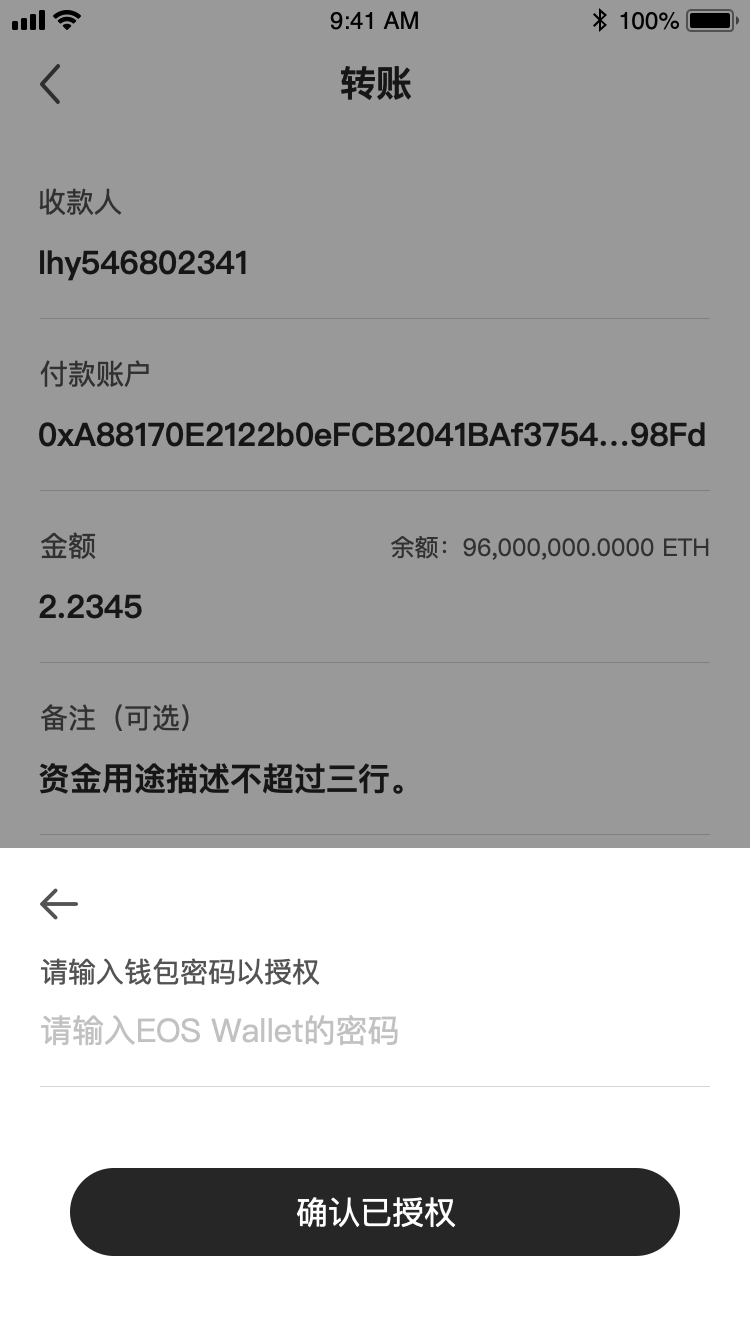 9:41 AM
100%
转账
收款人
lhy546802341
付款账户
0xA88170E2122b0eFCB2041BAf3754...98Fd
金额
余额：96,000,000.0000 ETH
2.2345
备注（可选）
资金用途描述不超过三行。
请输入钱包密码以授权
请输入EOS Wallet的密码
确认已授权